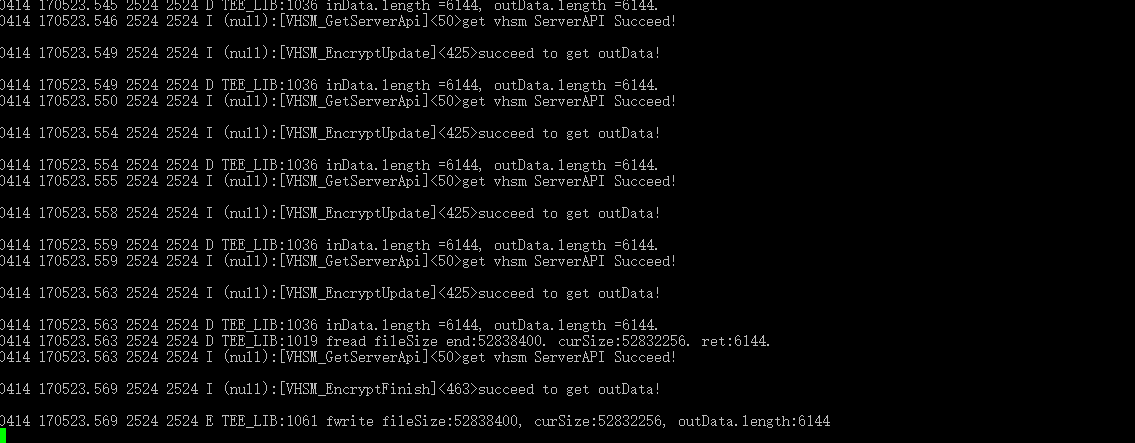 0414 170523.545 2524 2524 D TEE_LIB:1036 inData.length =6144, outData.length =6144.
0414 170523.546 2524 2524 I (null):[VHSM_GetServerApi]<50>get vhsm ServerAPI Succeed!
0414 170523.549 2524 2524 I (null):[VHSM_EncryptUpdate]<425>succeed to get outData!
0414 170523.549 2524 2524 D TEE_LIB:1036 inData.length =6144, outData.length =6144.
0414 170523.550 2524 2524 I (null):[VHSM_GetServerApi]<50>get vhsm ServerAPI Succeed!
0414 170523.554 2524 2524 I (null):[VHSM_EncryptUpdate]<425>succeed to get outData!
0414 170523.554 2524 2524 D TEE_LIB:1036 inData.length =6144, outData.length =6144.
0414 170523.555 2524 2524 I (null):[VHSM_GetServerApi]<50>get vhsm ServerAPI Succeed!
0414 170523.558 2524 2524 I (null):[VHSM_EncryptUpdate]<425>succeed to get outData!
0414 170523.559 2524 2524 D TEE_LIB:1036 inData.length =6144, outData.length =6144.
0414 170523.559 2524 2524 I (null):[VHSM_GetServerApi]<50>get vhsm ServerAPI Succeed!
0414 170523.563 2524 2524 I (null):[VHSM_EncryptUpdate]<425>succeed to get outData!
0414 170523.563 2524 2524 D TEE_LIB:1036 inData.length =6144, outData.length =6144.
0414 170523.563 2524 2524 D TEE_LIB:1019 fread fileSize end:52838400. curSize:52832256. ret:6144.
0414 170523.563 2524 2524 I (null):[VHSM_GetServerApi]<50>get vhsm ServerAPI Succeed!
0414 170523.569 2524 2524 I (null):[VHSM_EncryptFinish]<463>succeed to get outData!
0414 170523.569 2524 2524 E TEE_LIB:1061 fwrite fileSize:52838400, curSize:52832256, outData.length:6144